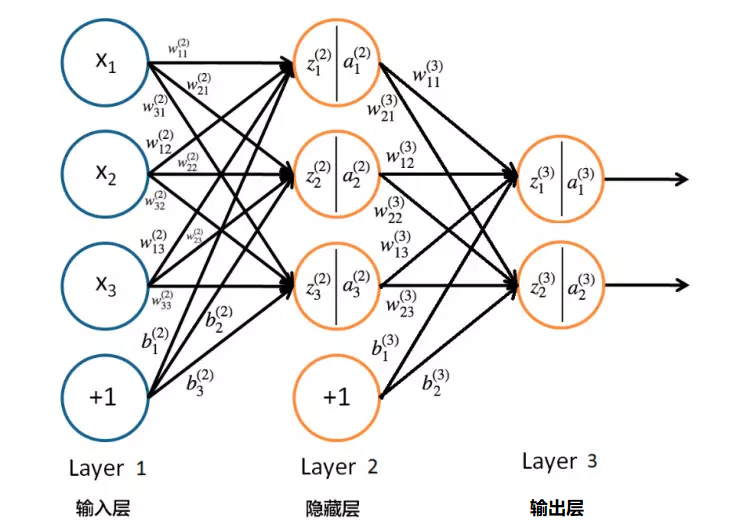 x₁ w₁₁⁽²⁾ z₁⁽²⁾ a₁⁽²⁾ w₁₁⁽³⁾
w₂₁⁽²⁾
w₃₁⁽²⁾ w₂₁⁽³⁾
w₁₂⁽²⁾ w₁₂⁽³⁾
x₂ w₂₂⁽²⁾ z₂⁽²⁾ a₂⁽²⁾ z₁⁽³⁾ a₁⁽³⁾
w₃₂⁽²⁾ w₂₂⁽³⁾
w₁₃⁽²⁾ w₂₃⁽²⁾ w₁₃⁽³⁾
x₃ w₃₃⁽²⁾ z₃⁽²⁾ a₃⁽²⁾ w₂₃⁽³⁾ z₂⁽³⁾ a₂⁽³⁾
b₂⁽²⁾
b₁⁽²⁾ b₁⁽³⁾
b₃⁽²⁾ b₂⁽³⁾
+1 +1
Layer 1 Layer 2 Layer 3
输入层 隐藏层 输出层